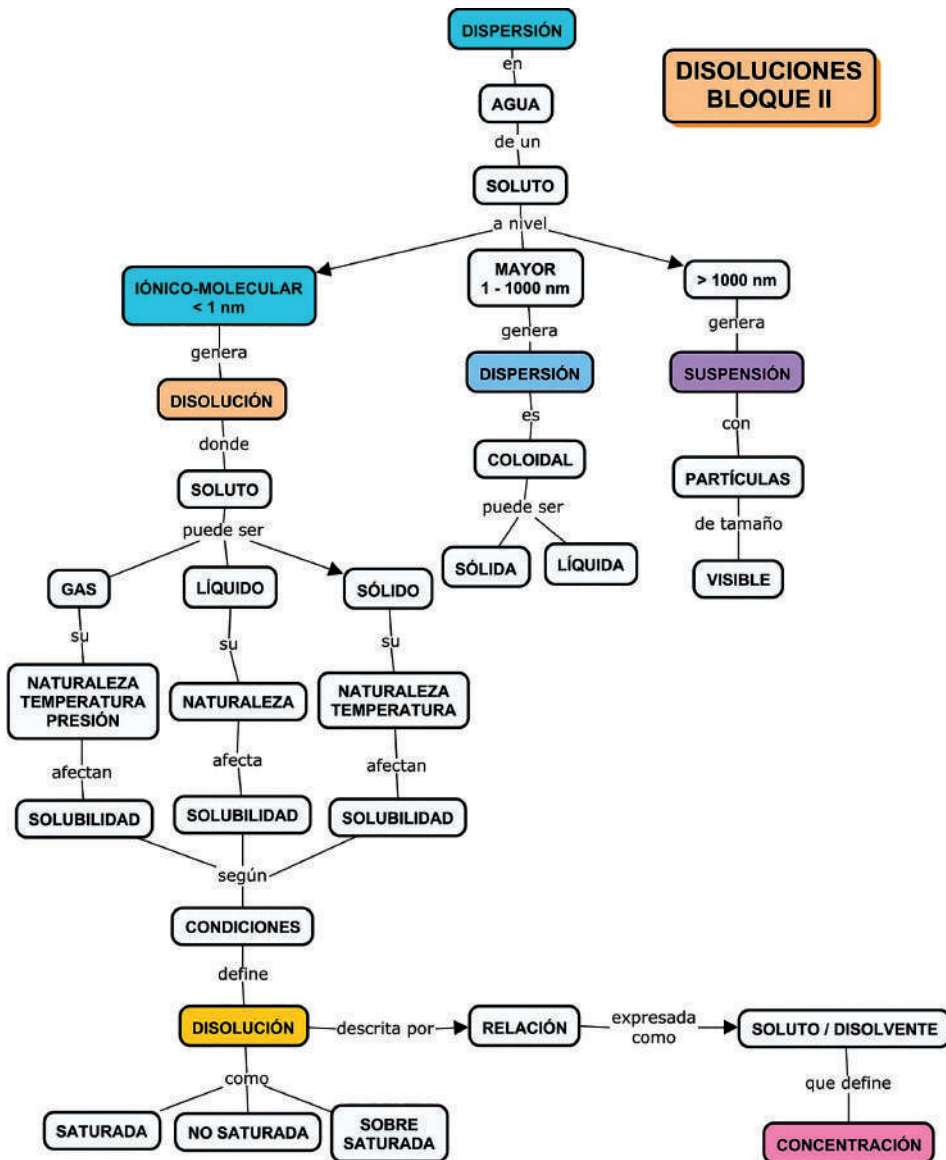 DISPERSIÓN
DISOLUCIONES
BLOQUE II
en
AGUA
de un
SOLUTO
a nivel
IÓNICO-MOLECULAR
< 1 nm
MAYOR
1 - 1000 nm
> 1000 nm
genera
genera
genera
DISOLUCIÓN
DISPERSIÓN
SUSPENSIÓN
donde
es
con
SOLUTO
COLOIDAL
PARTÍCULAS
puede ser
puede ser
de tamaño
GAS
LÍQUIDO
SÓLIDO
SÓLIDA
LÍQUIDA
VISIBLE
su
su
su
NATURALEZA
TEMPERATURA
PRESIÓN
NATURALEZA
NATURALEZA
TEMPERATURA
afectan
afecta
afectan
SOLUBILIDAD
SOLUBILIDAD
SOLUBILIDAD
según
CONDICIONES
define
DISOLUCIÓN
descrita por
RELACIÓN
expresada
como
SOLUTO / DISOLVENTE
como
que define
SATURADA
NO SATURADA
SOBRE
SATURADA
CONCENTRACIÓN